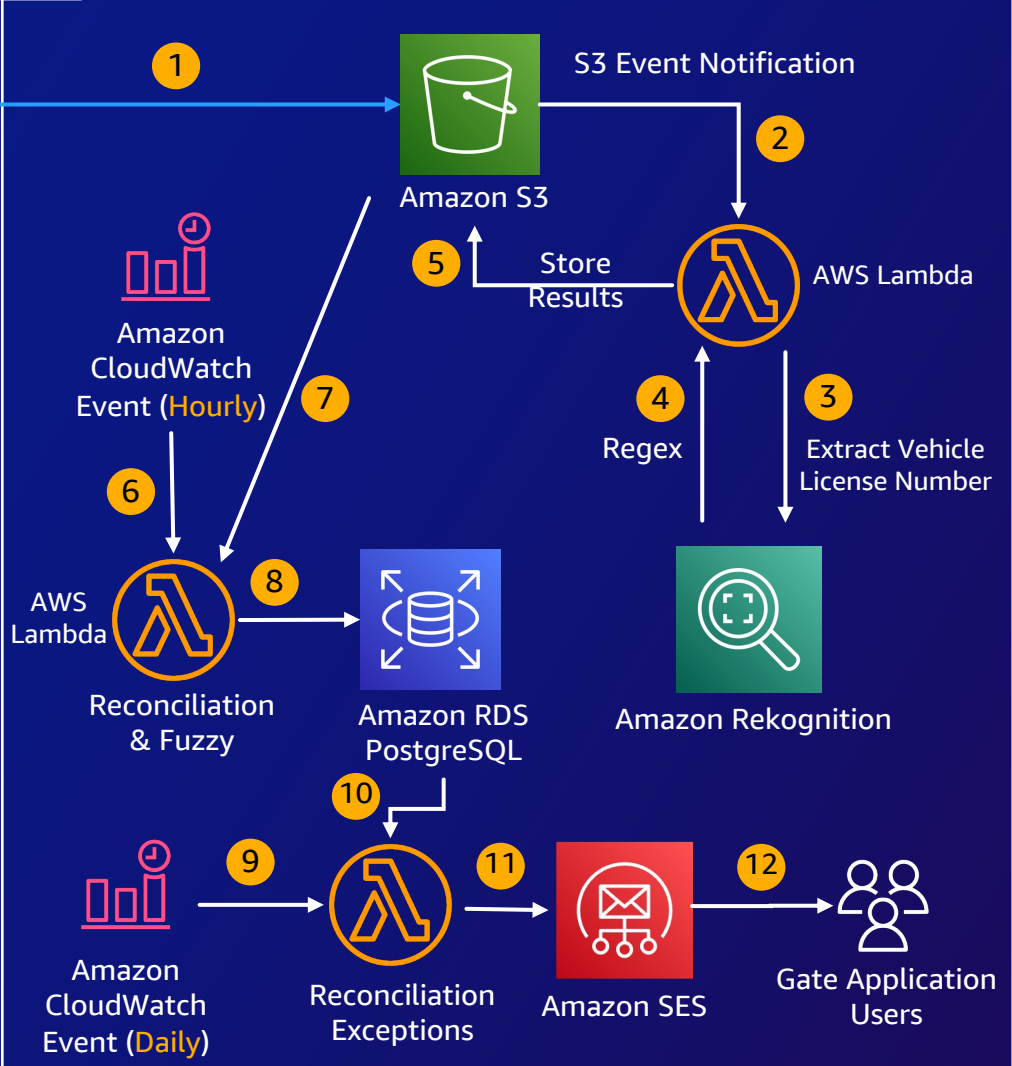 1
S3 Event Notification
2
Amazon S3
5
Store
Results
AWS Lambda
Amazon
CloudWatch
Event (Hourly)
7
4
3
Regex
Extract Vehicle
License Number
6
8
AWS
Lambda
Reconciliation
& Fuzzy
Amazon RDS
PostgreSQL
Amazon Rekognition
10
9
11
12
Amazon
CloudWatch
Event (Daily)
Reconciliation
Exceptions
Amazon SES
Gate Application
Users